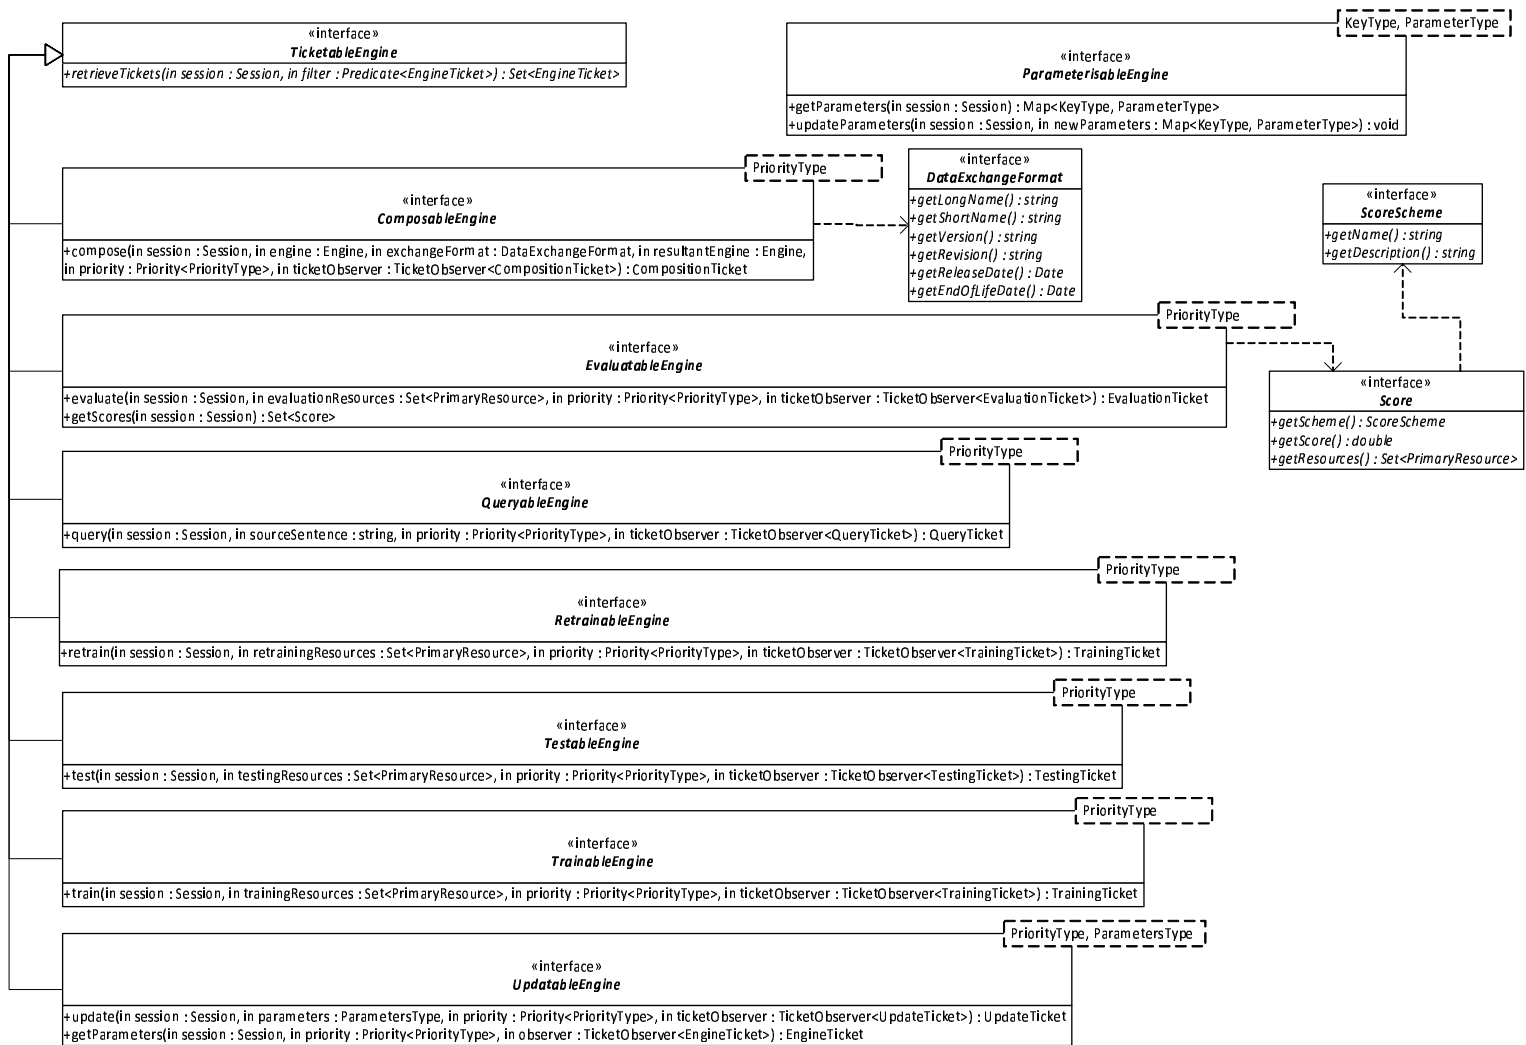 «interface»
TicketableEngine
+retrieveTickets(in session : Session, in filter : Predicate<EngineTicket>) : Set<EngineTicket>
KeyType, ParameterType
«interface»
ParameterisableEngine
+getParameters(in session : Session) : Map<KeyType, ParameterType>
+updateParameters(in session : Session, in newParameters : Map<KeyType, ParameterType>) : void
PriorityType
«interface»
ComposableEngine
+compose(in session : Session, in engine : Engine, in exchangeFormat : DataExchangeFormat, in resultantEngine : Engine,
in priority : Priority<PriorityType>, in ticketObserver : TicketObserver<CompositionTicket>) : CompositionTicket
«interface»
DataExchangeFormat
+getLongName() : string
+getShortName() : string
+getVersion() : string
+getRevision() : string
+getReleaseDate() : Date
+getEndOfLifeDate() : Date
«interface»
ScoreScheme
+getName() : string
+getDescription() : string
PriorityType
«interface»
EvaluatableEngine
+evaluate(in session : Session, in evaluationResources : Set<PrimaryResource>, in priority : Priority<PriorityType>, in ticketObserver : TicketObserver<EvaluationTicket>) : EvaluationTicket
+getScores(in session : Session) : Set<Score>
«interface»
Score
+getScheme() : ScoreScheme
+getScore() : double
+getResources() : Set<PrimaryResource>
PriorityType
«interface»
QueryableEngine
+query(in session : Session, in sourceSentence : string, in priority : Priority<PriorityType>, in ticketObserver : TicketObserver<QueryTicket>) : QueryTicket
PriorityType
«interface»
RetrainableEngine
+retrain(in session : Session, in retrainingResources : Set<PrimaryResource>, in priority : Priority<PriorityType>, in ticketObserver : TicketObserver<TrainingTicket>) : TrainingTicket
PriorityType
«interface»
TestableEngine
+test(in session : Session, in testingResources : Set<PrimaryResource>, in priority : Priority<PriorityType>, in ticketObserver : TicketObserver<TestingTicket>) : TestingTicket
PriorityType
«interface»
TrainableEngine
+train(in session : Session, in trainingResources : Set<PrimaryResource>, in priority : Priority<PriorityType>, in ticketObserver : TicketObserver<TrainingTicket>) : TrainingTicket
PriorityType, ParametersType
«interface»
UpdatableEngine
+update(in session : Session, in parameters : ParametersType, in priority : Priority<PriorityType>, in ticketObserver : TicketObserver<UpdateTicket>) : UpdateTicket
+getParameters(in session : Session, in priority : Priority<PriorityType>, in observer : TicketObserver<EngineTicket>) : EngineTicket